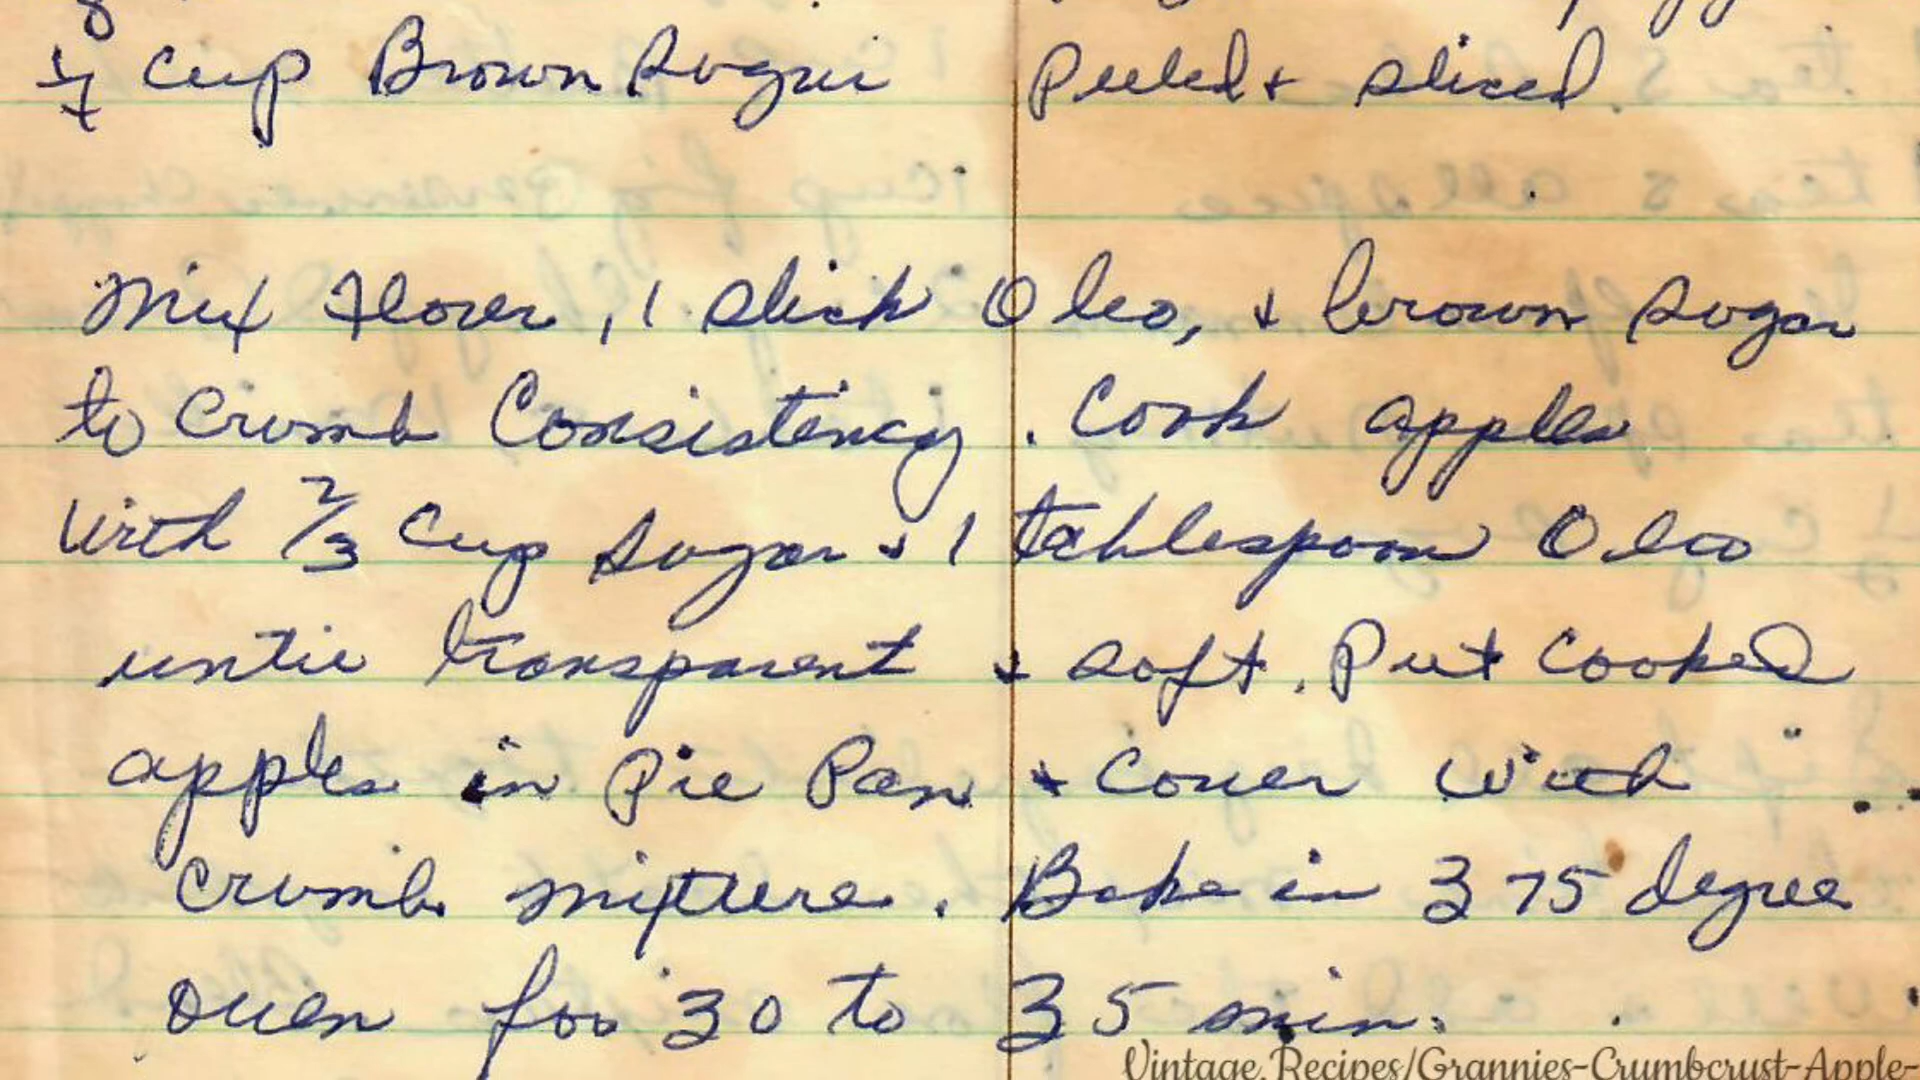 ¼ cup Brown Sugar Peeled + sliced
Mix Flover, 1 stick Oleo, + brown sugar
to crumb Consistency. Cook apples
With ⅔ cup sugar + 1 tablespoon Oleo
until transparent + soft. Put cooked
apples in Pie Pan + cover with
crumb mixture. Bake in 375 degree
oven for 30 to 35 min.
Vintage.Recipes/Grannies-Crumbcrust-Apple-